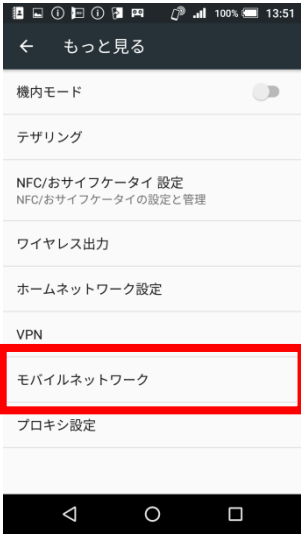 100% 13:51
もっと見る
機内モード
テザリング
NFC/おサイフケータイ 設定
NFC/おサイフケータイの設定と管理
ワイヤレス出力
ホームネットワーク設定
VPN
モバイルネットワーク
プロキシ設定